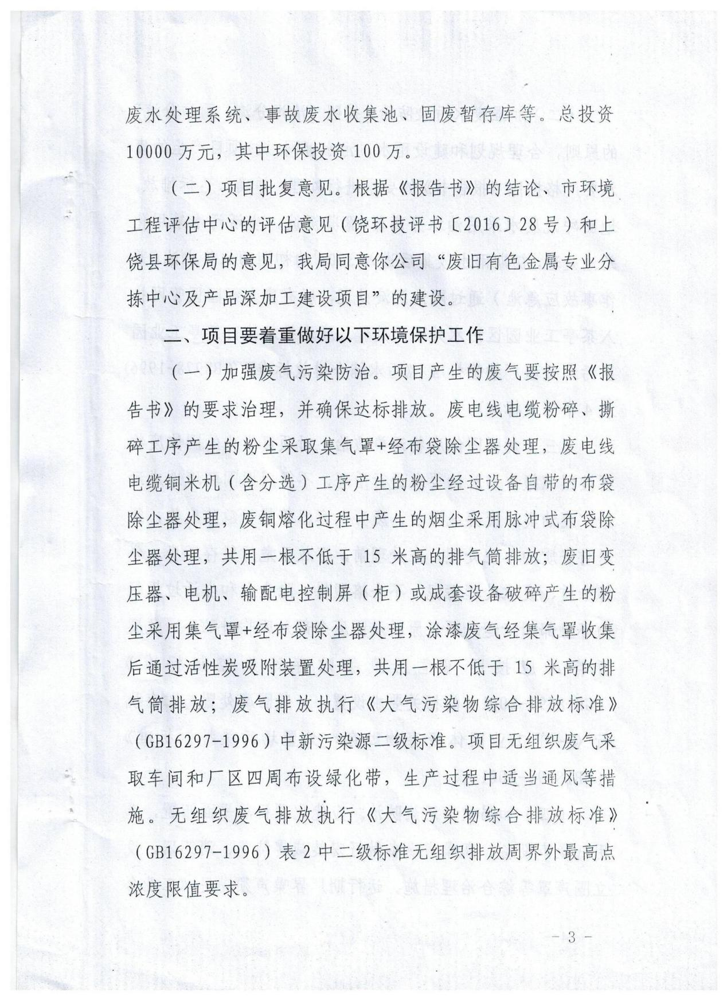 废水处理系统、事故废水收集池、固废暂存库等。总投资
10000万元，其中环保投资100万。
（二）项目批复意见。根据《报告书》的结论、市环境
工程评估中心的评估意见（饶环技评书〔2016〕28号）和上
饶县环保局的意见，我局同意你公司“废旧有色金属专业分
拣中心及产品深加工建设项目”的建设。
二、项目要着重做好以下环境保护工作
（一）加强废气污染防治。项目产生的废气要按照《报
告书》的要求治理，并确保达标排放。废电线电缆粉碎、撕
碎工序产生的粉尘采取集气罩+经布袋除尘器处理，废电线
电缆铜米机（含分选）工序产生的粉尘经过设备自带的布袋
除尘器处理，废铜熔化过程中产生的烟尘采用脉冲式布袋除
尘器处理，共用一根不低于15 米高的排气筒排放；废旧变
压器、电机、输配电控制屏（柜）或成套设备破碎产生的粉
尘采用集气罩+经布袋除尘器处理，涂漆废气经集气罩收集
后通过活性炭吸附装置处理，共用一根不低于15 米高的排
气筒排放；废气排放执行《大气污染物综合排放标准》
（GB16297-1996）中新污染源二级标准。项目无组织废气采
取车间和厂区四周布设绿化带，生产过程中适当通风等措
施。无组织废气排放执行《大气污染物综合排放标准》
（GB16297-1996）表2中二级标准无组织排放周界外最高点
浓度限值要求。
- 3 -